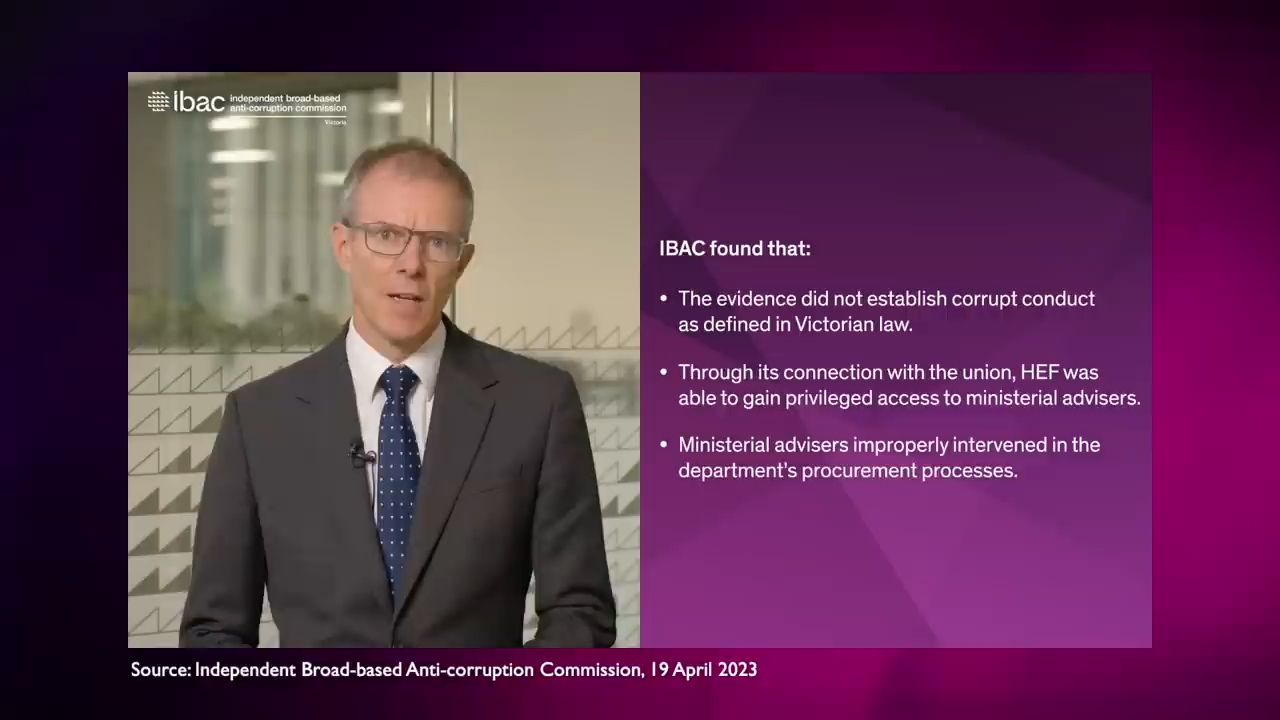 ibac
independent broad-based
anti-corruption commission
Victoria
IBAC found that:
• The evidence did not establish corrupt conduct
as defined in Victorian law.
• Through its connection with the union, HEF was
able to gain privileged access to ministerial advisers.
• Ministerial advisers improperly intervened in the
department's procurement processes.
Source: Independent Broad-based Anti-corruption Commission, 19 April 2023